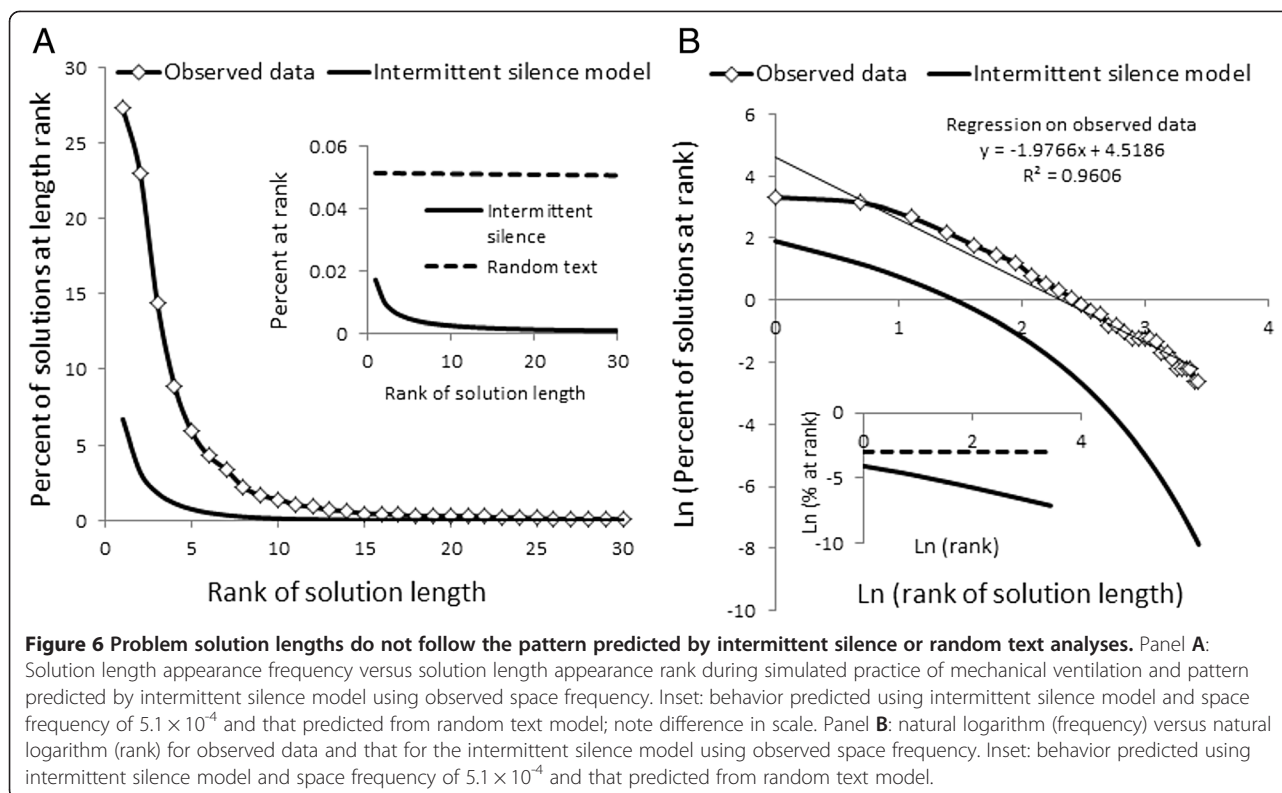 A
Observed data Intermittent silence model
Percent of solutions at length rank
30
25
20
15
10
5
0
0 5 10 15 20 25 30
Rank of solution length
Percent at rank
0.06
0.04
0.02
0
Intermittent
silence
Random text
0 10 20 30
Rank of solution length
B
Observed data Intermittent silence model
Ln (Percent of solutions at rank)
6
4
2
0
-2
-4
-6
-8
-10
Regression on observed data
y = -1.9766x + 4.5186
R² = 0.9606
0 1 2 3 4
Ln (% at rank)
0
-5
-10
0 2 4
Ln (rank)
Ln (rank of solution length)
Figure 6 Problem solution lengths do not follow the pattern predicted by intermittent silence or random text analyses. Panel A:
Solution length appearance frequency versus solution length appearance rank during simulated practice of mechanical ventilation and pattern
predicted by intermittent silence model using observed space frequency. Inset: behavior predicted using intermittent silence model and space
frequency of 5.1 × 10⁻⁴ and that predicted from random text model; note difference in scale. Panel B: natural logarithm (frequency) versus natural
logarithm (rank) for observed data and that for the intermittent silence model using observed space frequency. Inset: behavior predicted using
intermittent silence model and space frequency of 5.1 × 10⁻⁴ and that predicted from random text model.